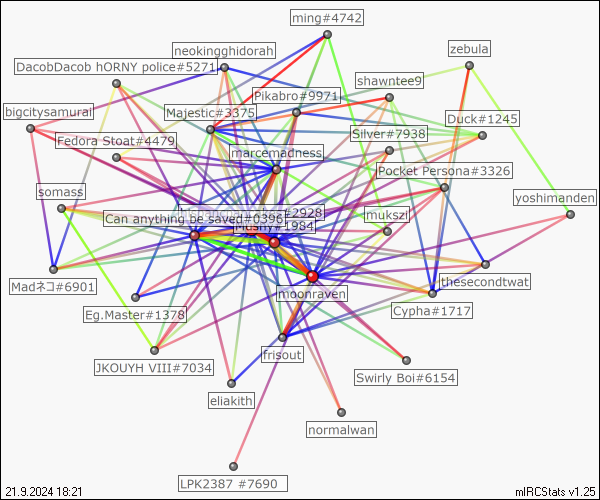 ming#4742
neokingghidorah
zebula
DacobDacob hORNY police#5271
shawntee9
Pikabro#9971
bigcitysamurai
Majestic#3375
Duck#1245
Silver#7938
Fedora Stoat#4479
marcemadness
Pocket Persona#3326
somass
yoshimanden
#2928
mukszi
Can anything be saved#0396
Mushy#1984
Madネコ#6901
thesecondtwat
moonraven
Cypha#1717
Eg.Master#1378
frisout
JKOUYH VIII#7034
Swirly Boi#6154
eliakith
normalwan
LPK2387 #7690
21.9.2024 18:21
mIRCStats v1.25